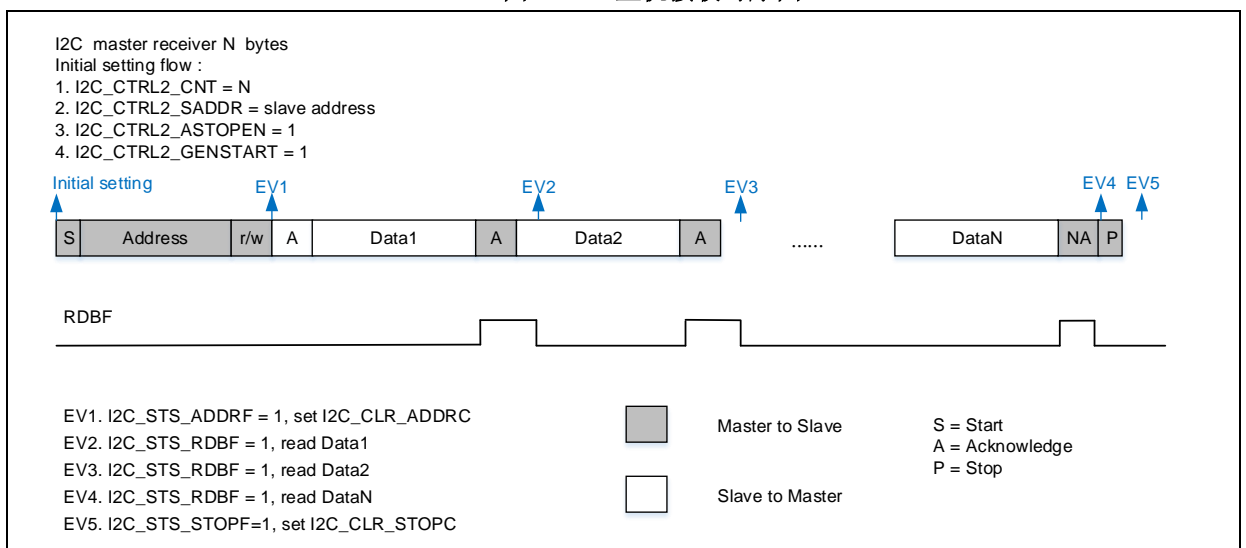 I2C  master receiver N  bytes
Initial setting flow :
1. I2C_CTRL2_CNT = N
2. I2C_CTRL2_SADDR = slave address
3. I2C_CTRL2_ASTOPEN = 1
4. I2C_CTRL2_GENSTART = 1
Initial setting EV1 EV2 EV3 EV4 EV5
S Address r/w A Data1 A Data2 A ...... DataN NA P
RDBF
EV1. I2C_STS_ADDRF = 1, set I2C_CLR_ADDRC
EV2. I2C_STS_RDBF = 1, read Data1
EV3. I2C_STS_RDBF = 1, read Data2
EV4. I2C_STS_RDBF = 1, read DataN
EV5. I2C_STS_STOPF=1, set I2C_CLR_STOPC
Master to Slave
Slave to Master
S = Start
A = Acknowledge
P = Stop